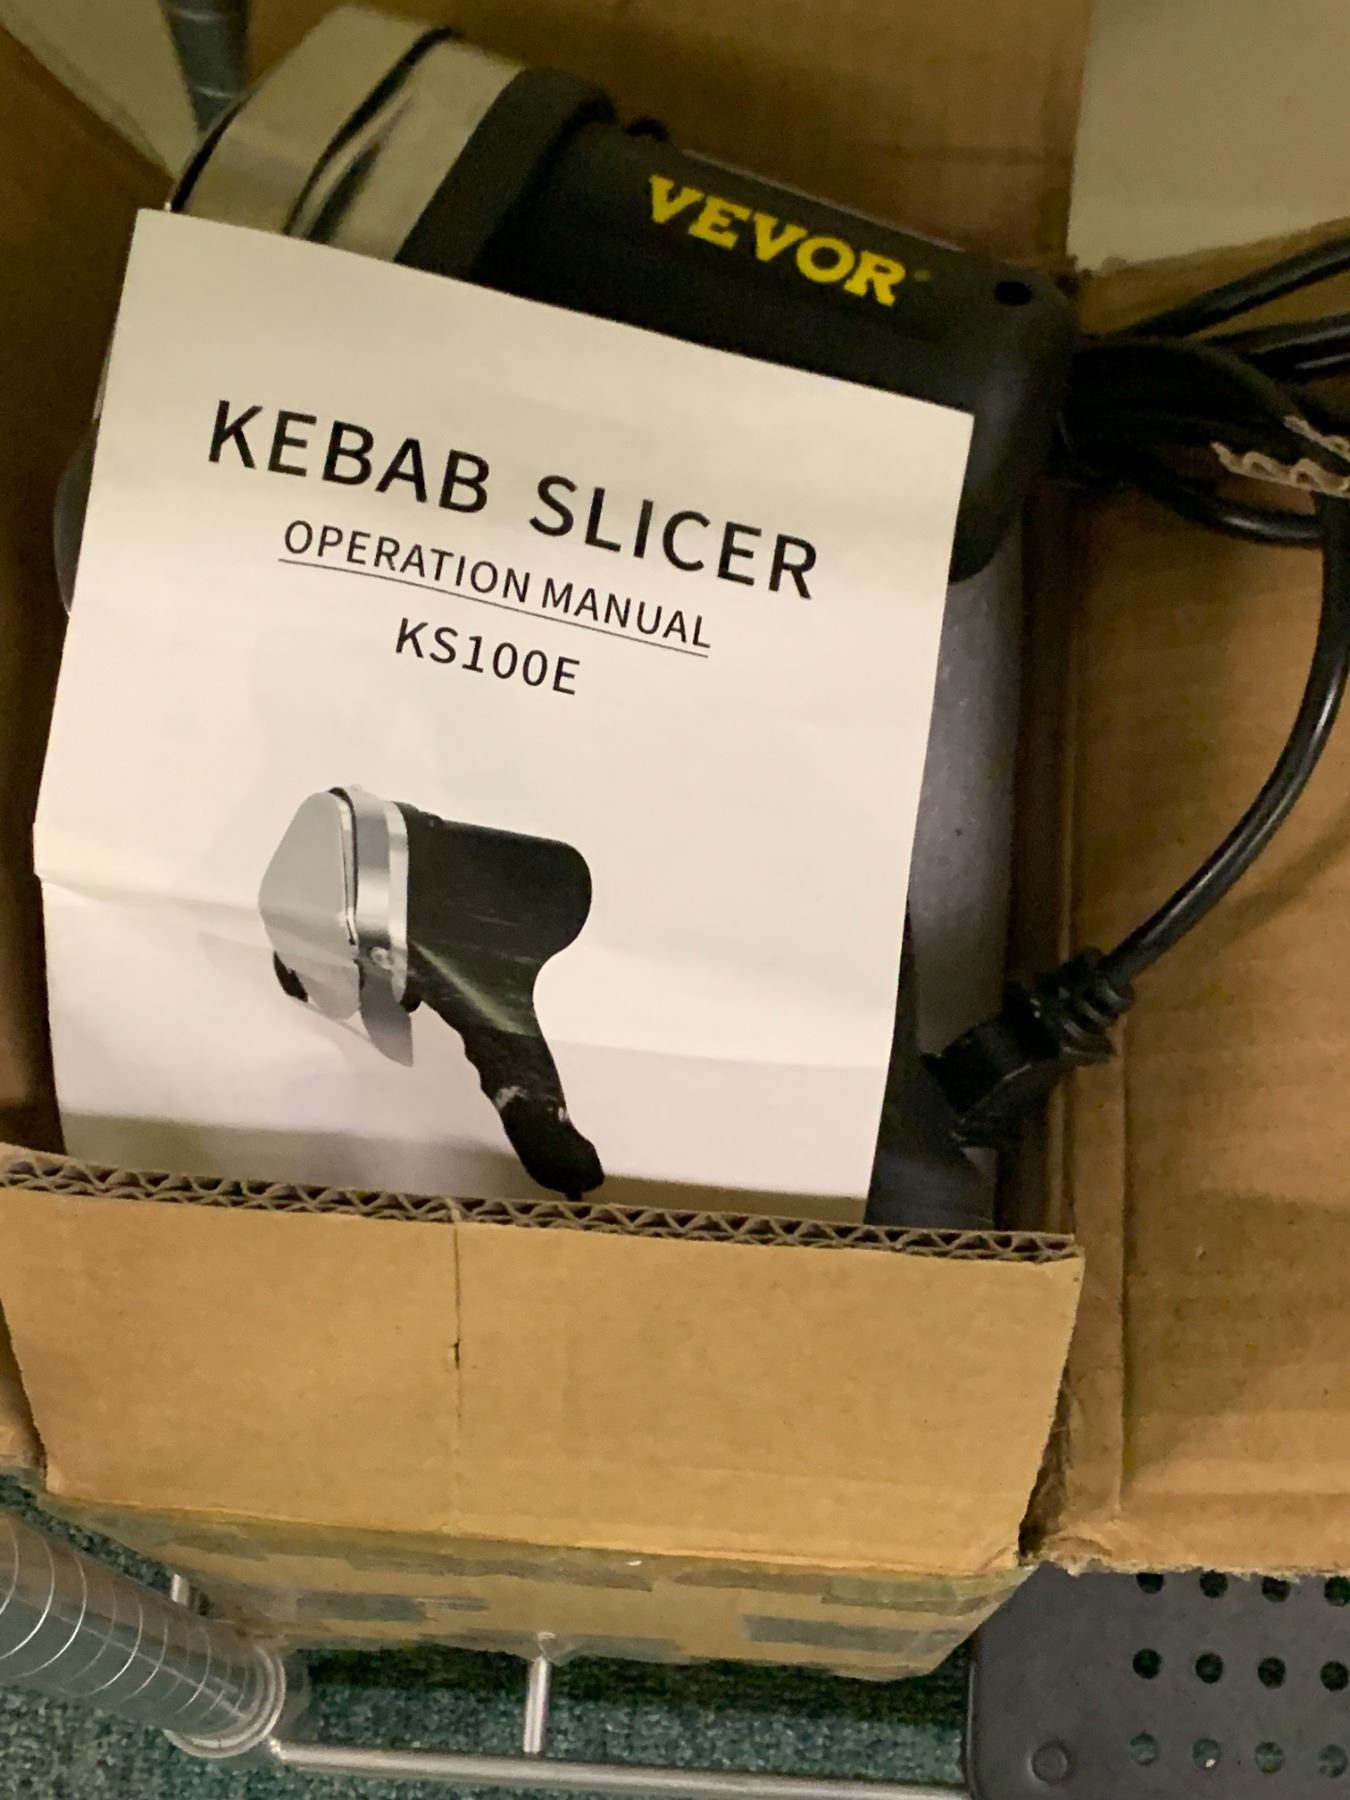 VEVOR
KEBAB SLICER
OPERATION MANUAL
KS100E